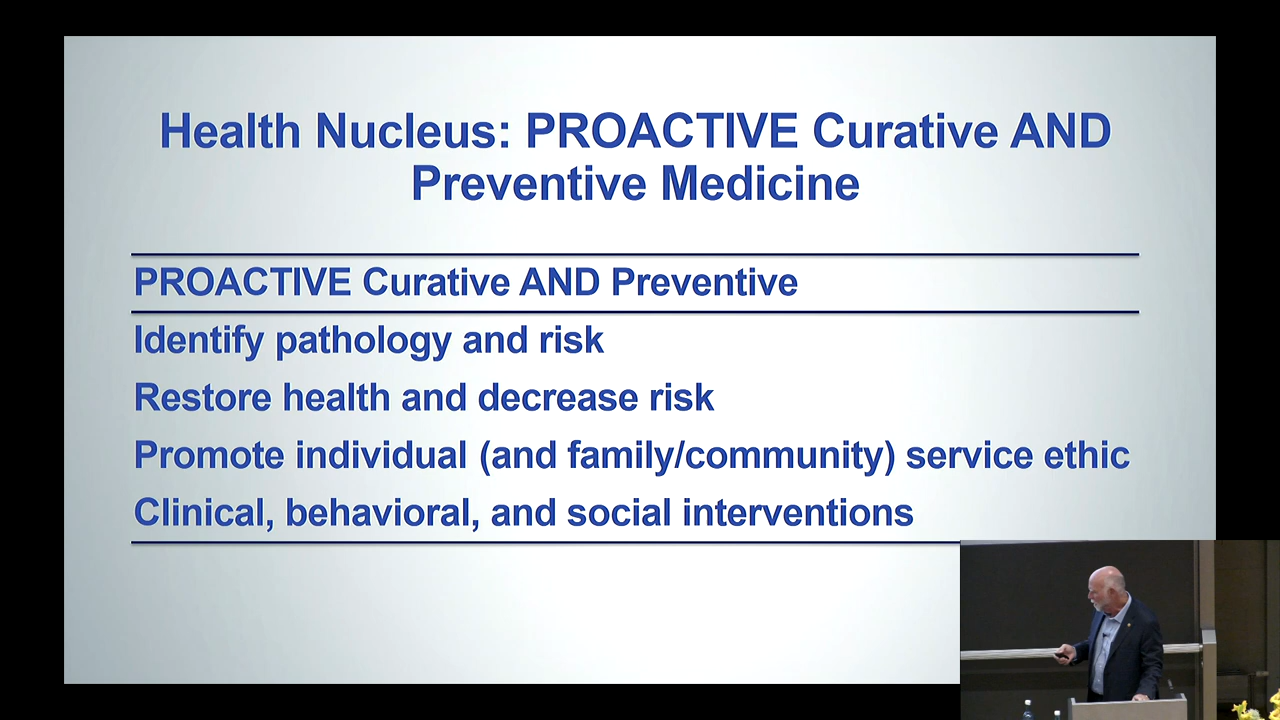 Health Nucleus: PROACTIVE Curative AND
Preventive Medicine
PROACTIVE Curative AND Preventive
Identify pathology and risk
Restore health and decrease risk
Promote individual (and family/community) service ethic
Clinical, behavioral, and social interventions